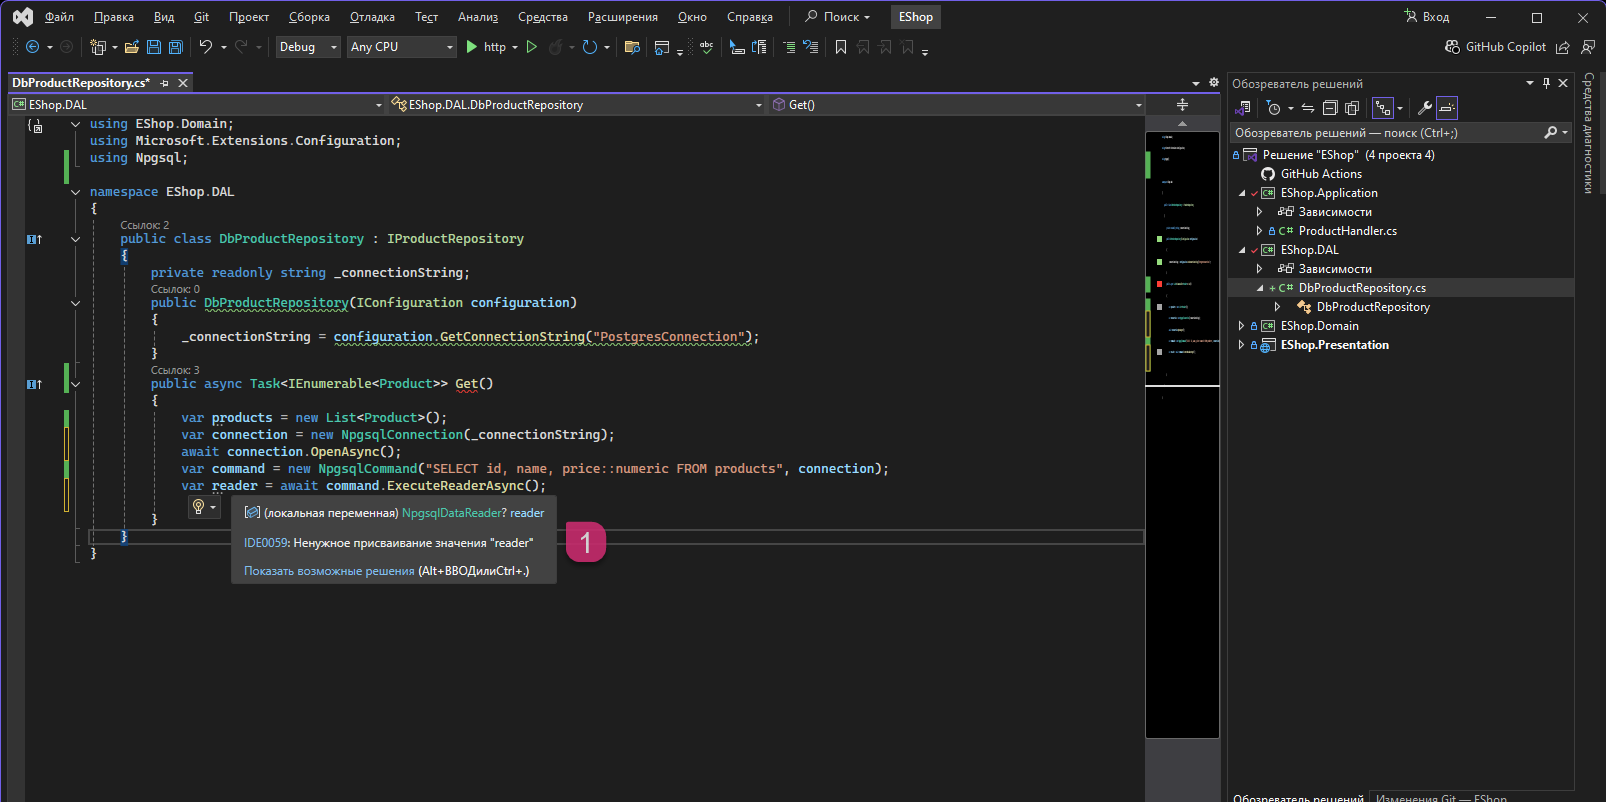 Файл Правка Вид Git Проект Сборка Отладка Тест Анализ Средства Расширения Окно Справка Поиск EShop Вход
Debug Any CPU http abc GitHub Copilot
DbProductRepository.cs*
EShop.DAL EShop.DAL.DbProductRepository Get()
using EShop.Domain;
using Microsoft.Extensions.Configuration;
using Npgsql;
namespace EShop.DAL
{
Ссылок: 2
public class DbProductRepository : IProductRepository
{
private readonly string _connectionString;
Ссылок: 0
public DbProductRepository(IConfiguration configuration)
{
_connectionString = configuration.GetConnectionString("PostgresConnection");
}
Ссылок: 3
public async Task<IEnumerable<Product>> Get()
{
var products = new List<Product>();
var connection = new NpgsqlConnection(_connectionString);
await connection.OpenAsync();
var command = new NpgsqlCommand("SELECT id, name, price::numeric FROM products", connection);
var reader = await command.ExecuteReaderAsync();
(локальная переменная) NpgsqlDataReader? reader
IDE0059: Ненужное присваивание значения "reader"
Показать возможные решения (Alt+ВВОДилиCtrl+.)
1
}
}
}
Обозреватель решений
Обозреватель решений — поиск (Ctrl+;)
Решение "EShop" (4 проекта 4)
GitHub Actions
EShop.Application
Зависимости
C# ProductHandler.cs
EShop.DAL
Зависимости
+ C# DbProductRepository.cs
DbProductRepository
EShop.Domain
EShop.Presentation
Обозреватель решений Изменения Git — EShop
Средства диагностики